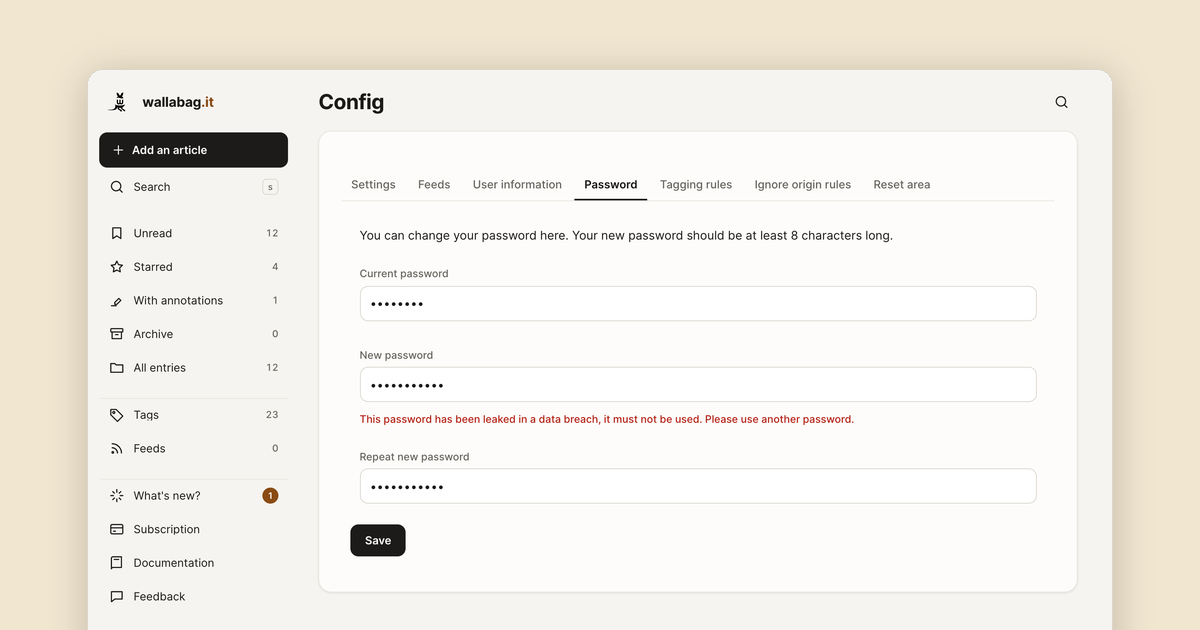 wallabag.it
Config
Add an article
Search s
Unread 12
Starred 4
With annotations 1
Archive 0
All entries 12
Tags 23
Feeds 0
What's new? 1
Subscription
Documentation
Feedback
Settings Feeds User information Password Tagging rules Ignore origin rules Reset area
You can change your password here. Your new password should be at least 8 characters long.
Current password
••••••••
New password
•••••••••••
This password has been leaked in a data breach, it must not be used. Please use another password.
Repeat new password
•••••••••••
Save